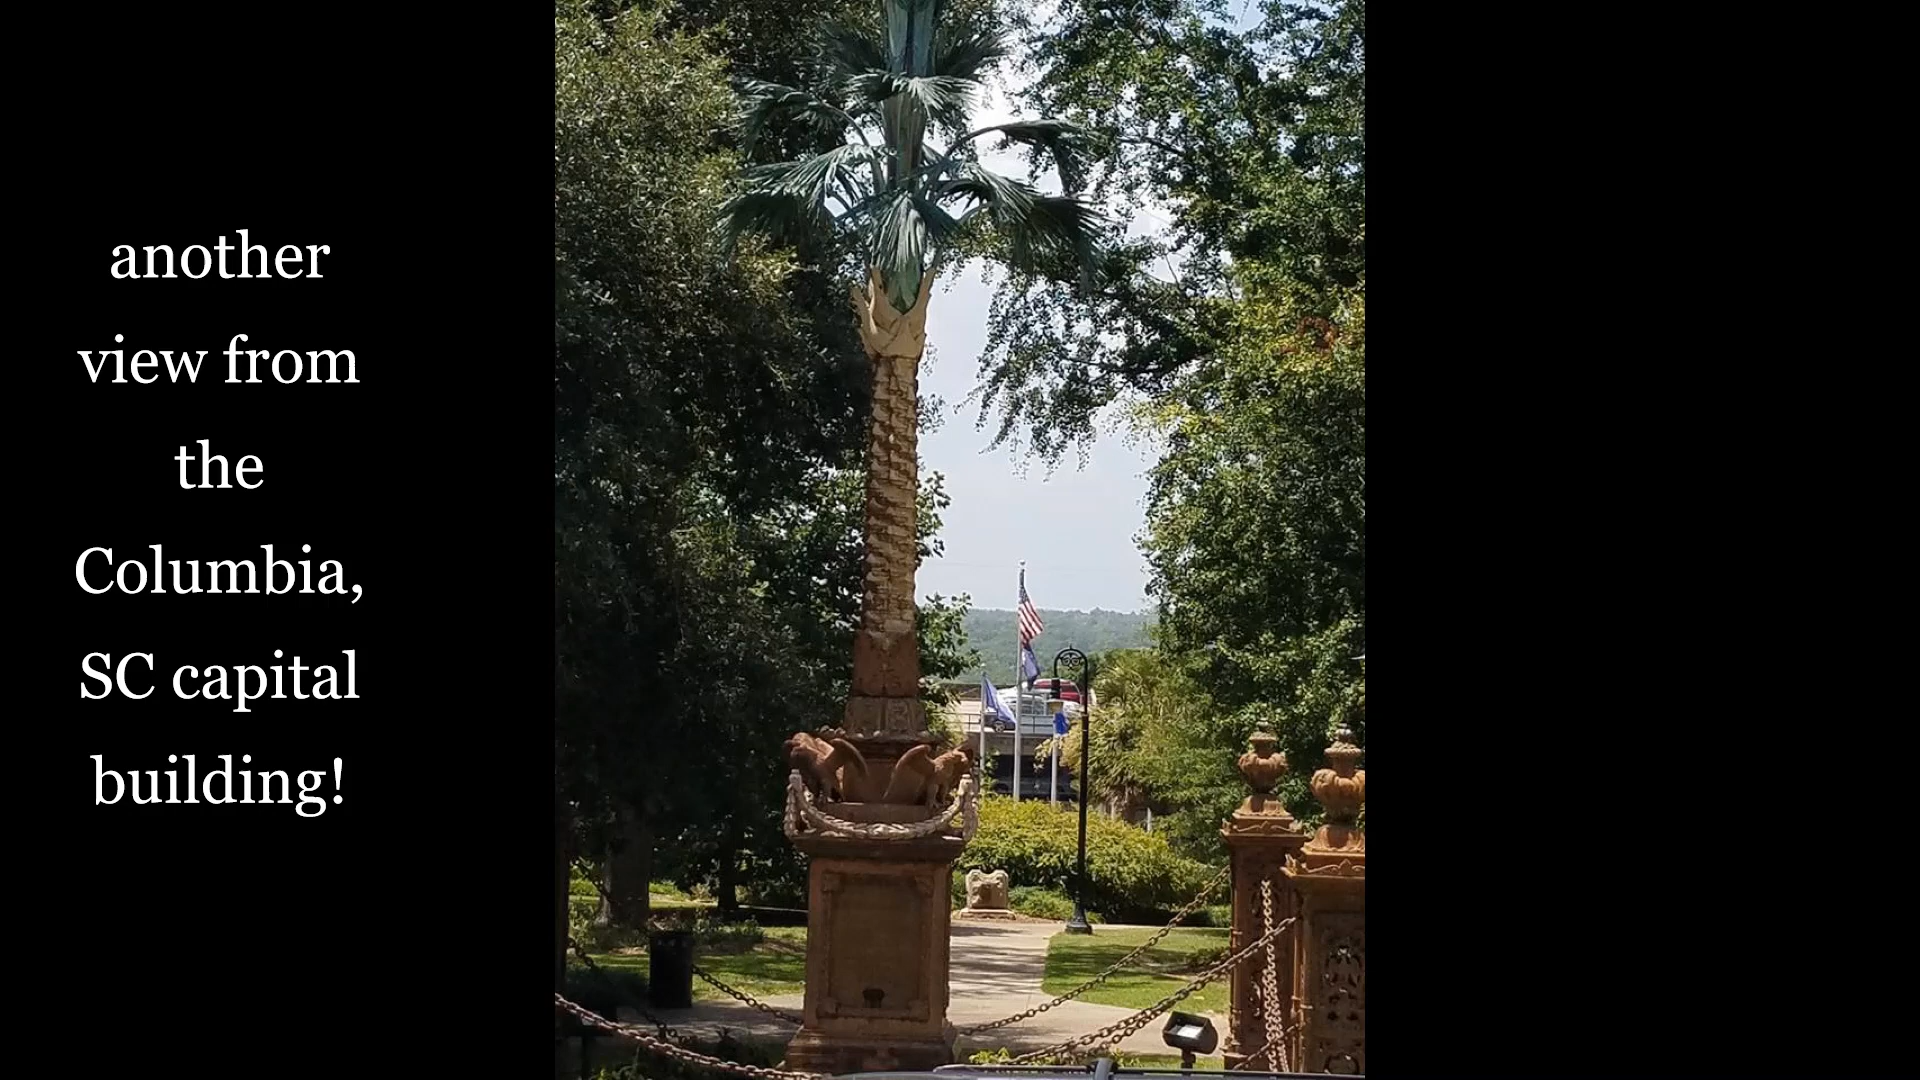 another
view from
the
Columbia,
SC capital
building!